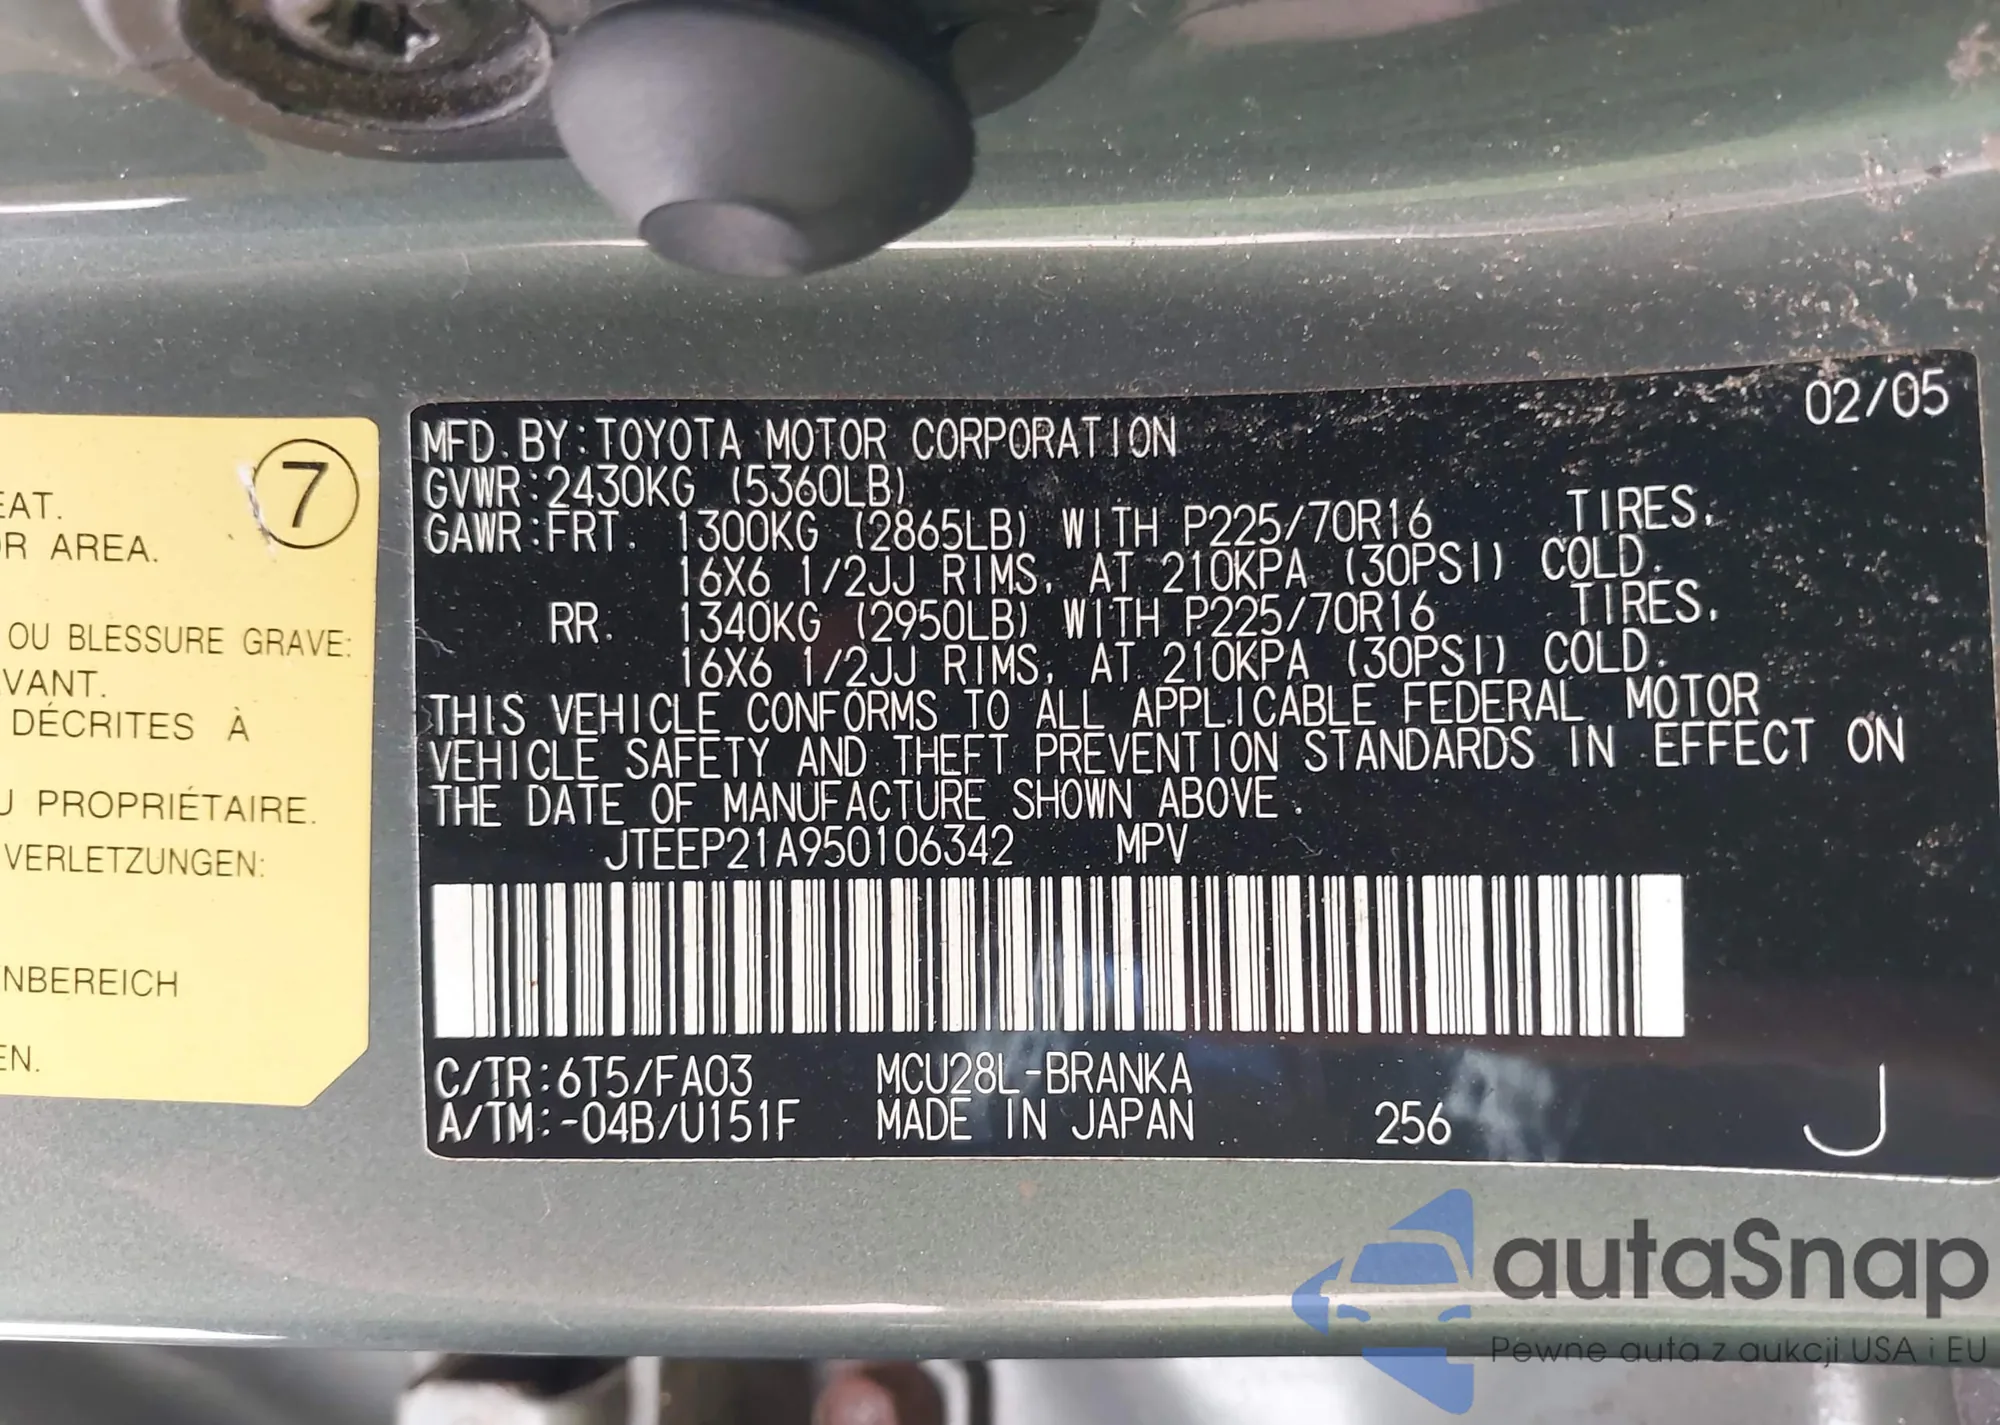 7
EAT.
OR AREA.
OU BLESSURE GRAVE:
AVANT.
DÉCRITES À
U PROPRIÉTAIRE.
VERLETZUNGEN:
NBEREICH
EN.
02/05
MFD. BY:TOYOTA MOTOR CORPORATION
GVWR:2430KG (5360LB)
GAWR:FRT. 1300KG (2865LB) WITH P225/70R16 TIRES,
16X6 1/2JJ RIMS, AT 210KPA (30PSI) COLD.
RR. 1340KG (2950LB) WITH P225/70R16 TIRES,
16X6 1/2JJ RIMS, AT 210KPA (30PSI) COLD.
THIS VEHICLE CONFORMS TO ALL APPLICABLE FEDERAL MOTOR
VEHICLE SAFETY AND THEFT PREVENTION STANDARDS IN EFFECT ON
THE DATE OF MANUFACTURE SHOWN ABOVE.
JTEEP21A950106342 MPV
C/TR:6T5/FA03 MCU28L-BRANKA
A/TM:-04B/U151F MADE IN JAPAN 256 J
autaSnap
Pewne auta z aukcji USA i EU